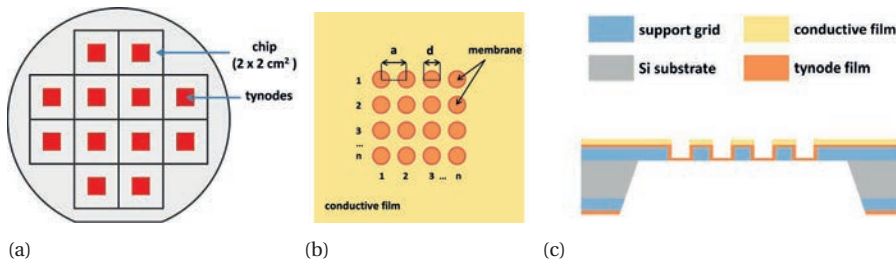 chip
(2 x 2 cm²)
tynodes
(a)
a
d
membrane
1
2
3
...
n
1 2 3 ... n
conductive film
(b)
support grid
conductive film
Si substrate
tynode film
(c)